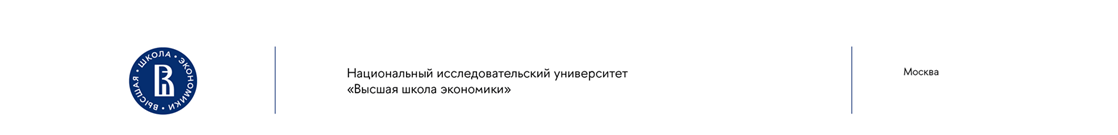 ВЫСШАЯ • ШКОЛА • ЭКОНОМИКИ •
Национальный исследовательский университет
«Высшая школа экономики»
Москва